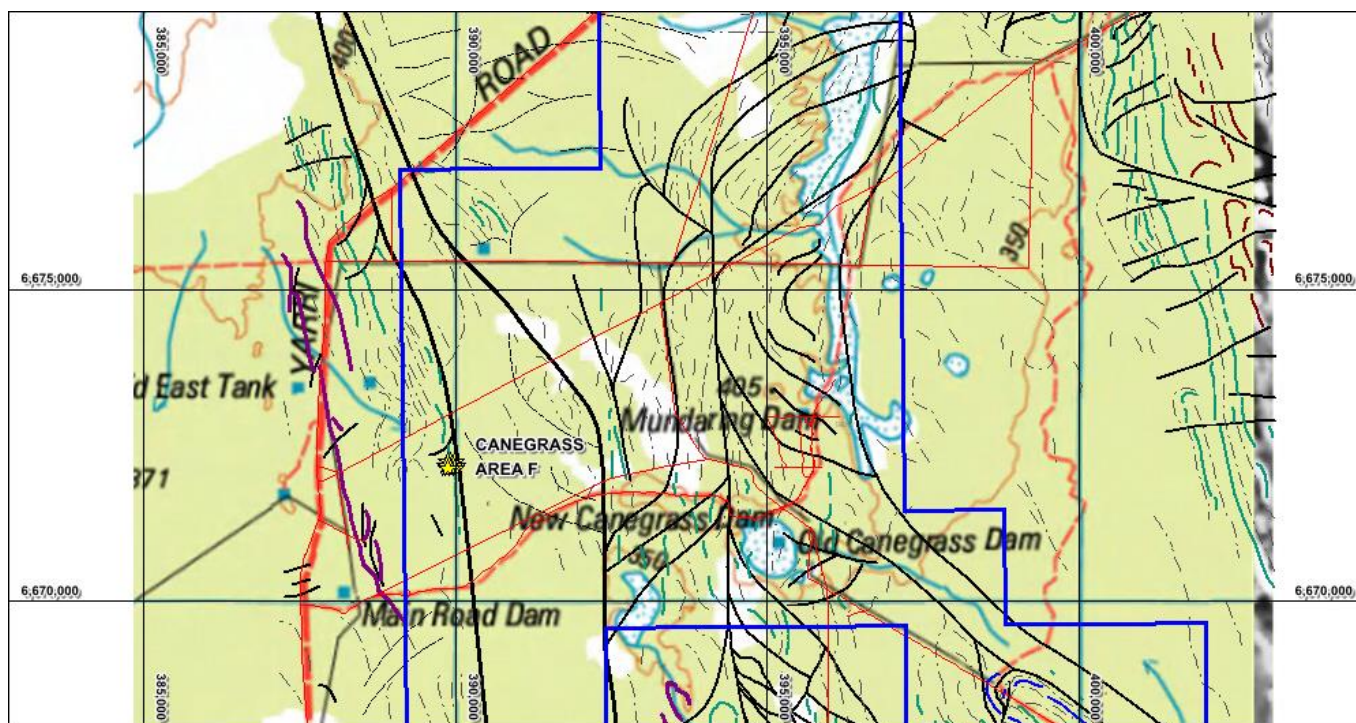 385,000
390,000
395,000
400,000
400
ROAD
350
6,675,000
6,675,000
YARRI
d East Tank
405
Mundaring Dam
CANEGRASS
AREA F
371
New Canegrass Dam
Old Canegrass Dam
350
6,670,000
6,670,000
Main Road Dam
385,000
390,000
395,000
400,000